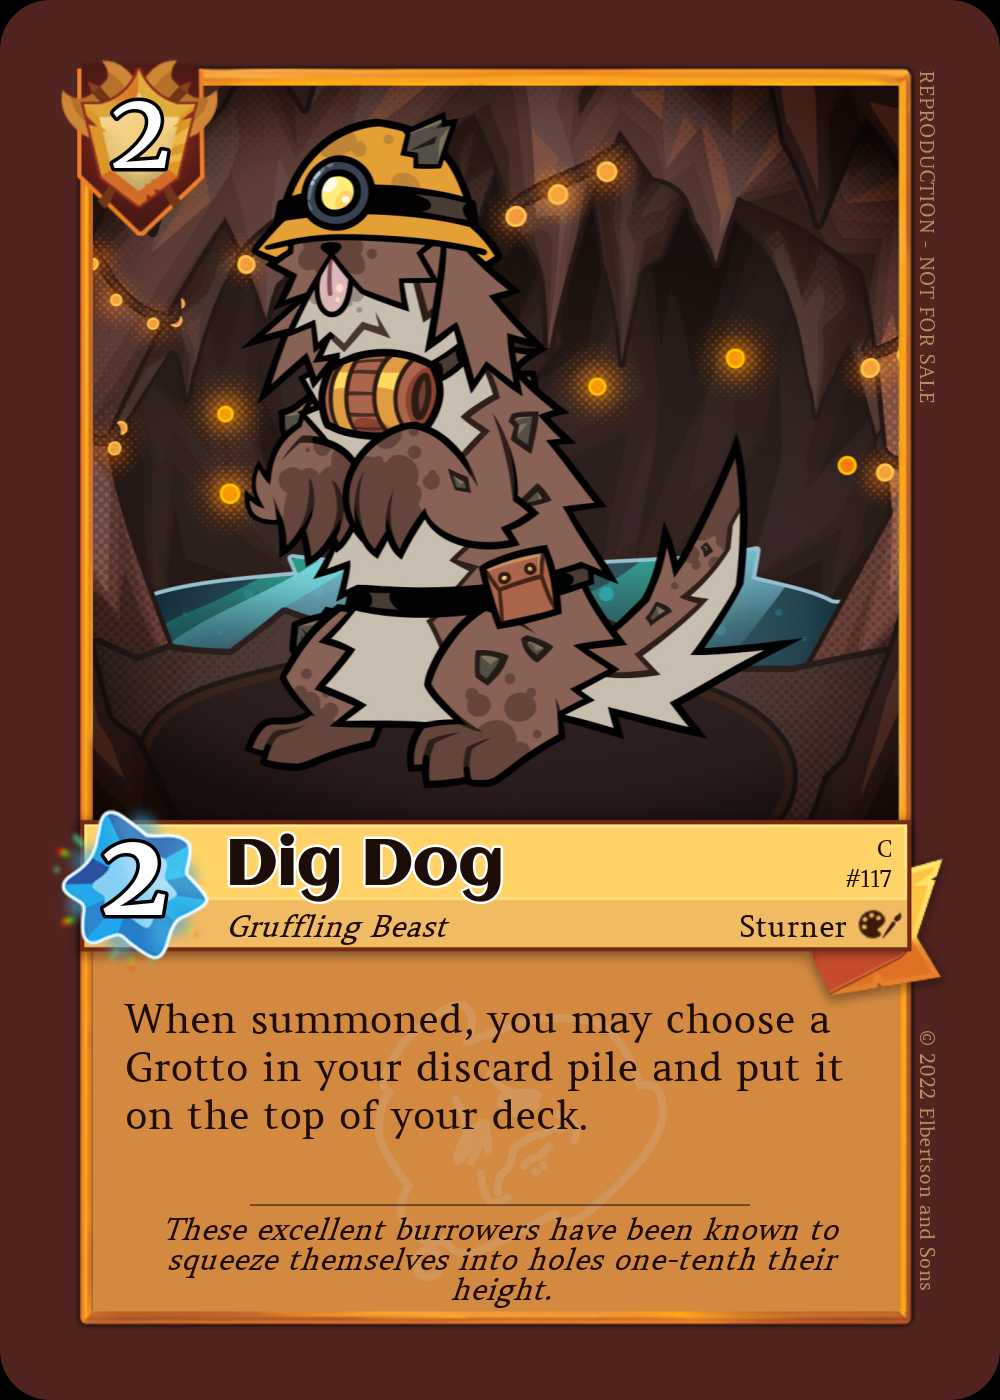 2
REPRODUCTION - NOT FOR SALE
2
Dig Dog
C
#117
Gruffling Beast
Sturner
When summoned, you may choose a
Grotto in your discard pile and put it
on the top of your deck.
These excellent burrowers have been known to
squeeze themselves into holes one-tenth their
height.
© 2022 Elbertson and Sons